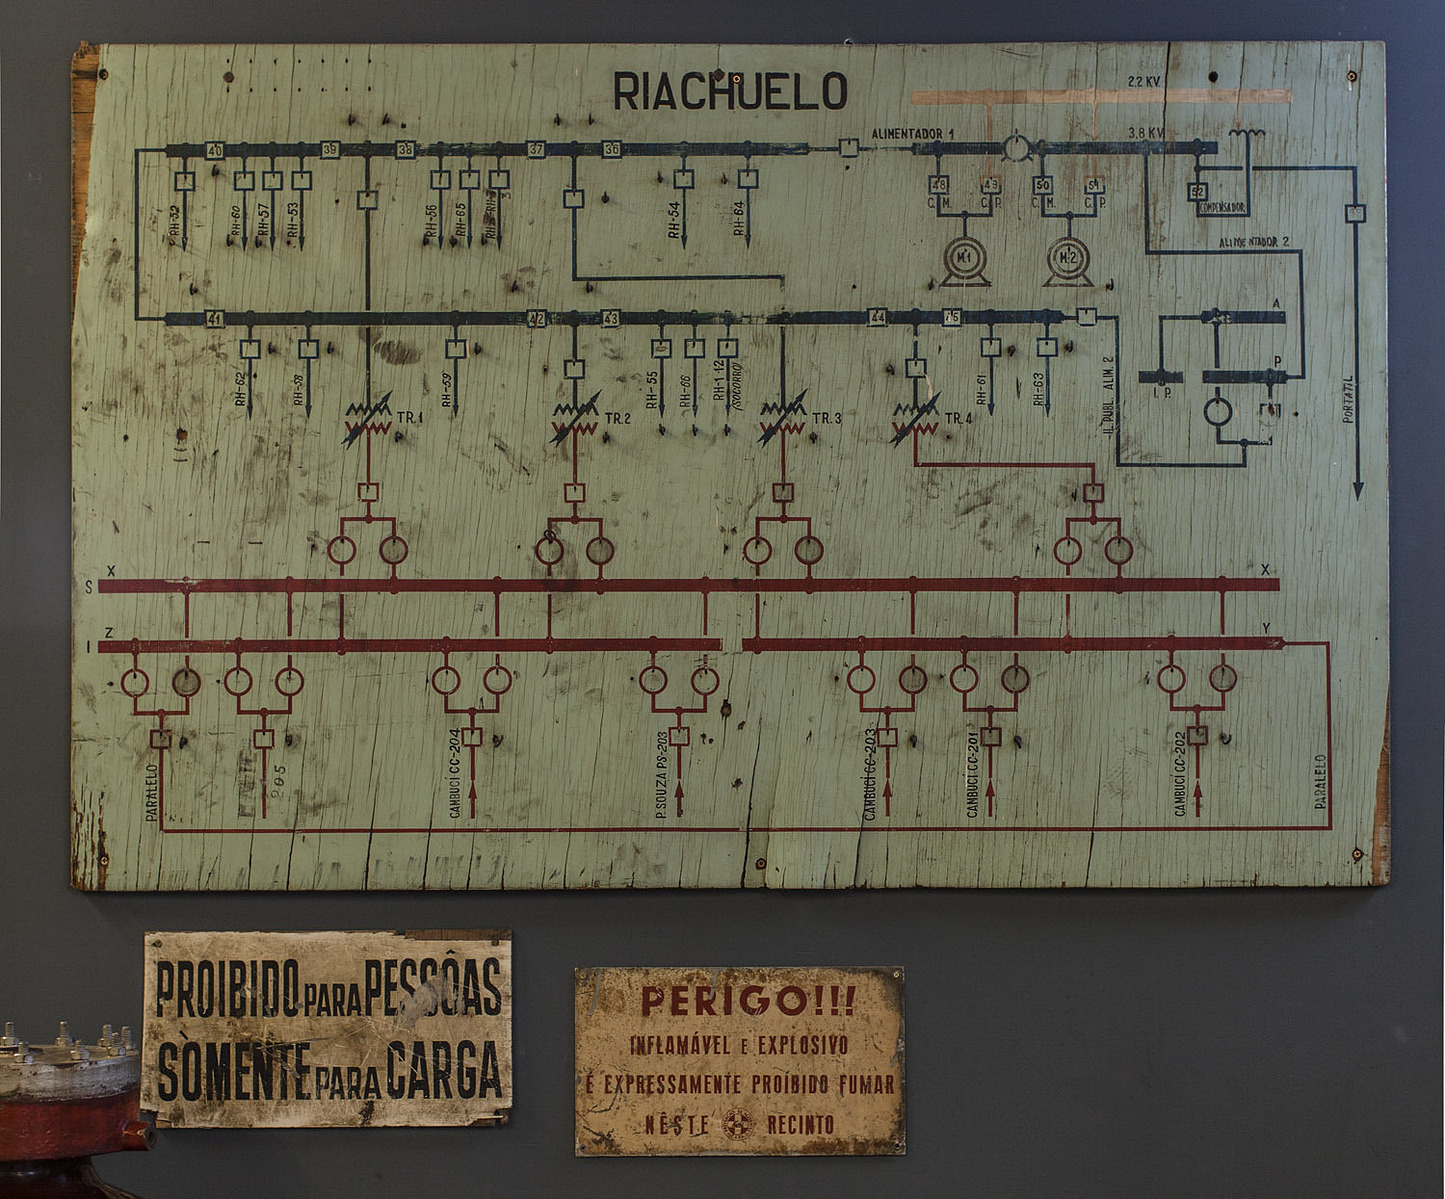 RIACHUELO
2,2 KV.
ALIMENTADOR 1
3,8 KV.
40 39 38 37 36
48 49 50 51 52
C. M. C. P. C. M. C. P.
COMPENSADOR
RH-52 RH-60 RH-57 RH-53 RH-56 RH-65 RH-54 RH-64
M-1 M-2
ALIMENTADOR 2
41 42 43 44 45
A
P
I. P.
RH-62 RH-58 RH-59 RH-55 RH-66 RH-112 (SOCORRO) RH-61 RH-63
IL. PUBL. ALIM. 2
PORTATIL
TR.1 TR.2 TR.3 TR.4
S X X
I Z Y
PARALELO
205
CAMBUCI CC-204
P. SOUZA PS-203
CAMBUCI CC-203
CAMBUCI CC-201
CAMBUCI CC-202
PARALELO
PROIBIDO PARA PESSÔAS
SÒMENTE PARA CARGA
PERIGO!!!
INFLAMÁVEL E EXPLOSIVO
É EXPRESSAMENTE PROÍBIDO FUMAR
NÊSTE RECINTO